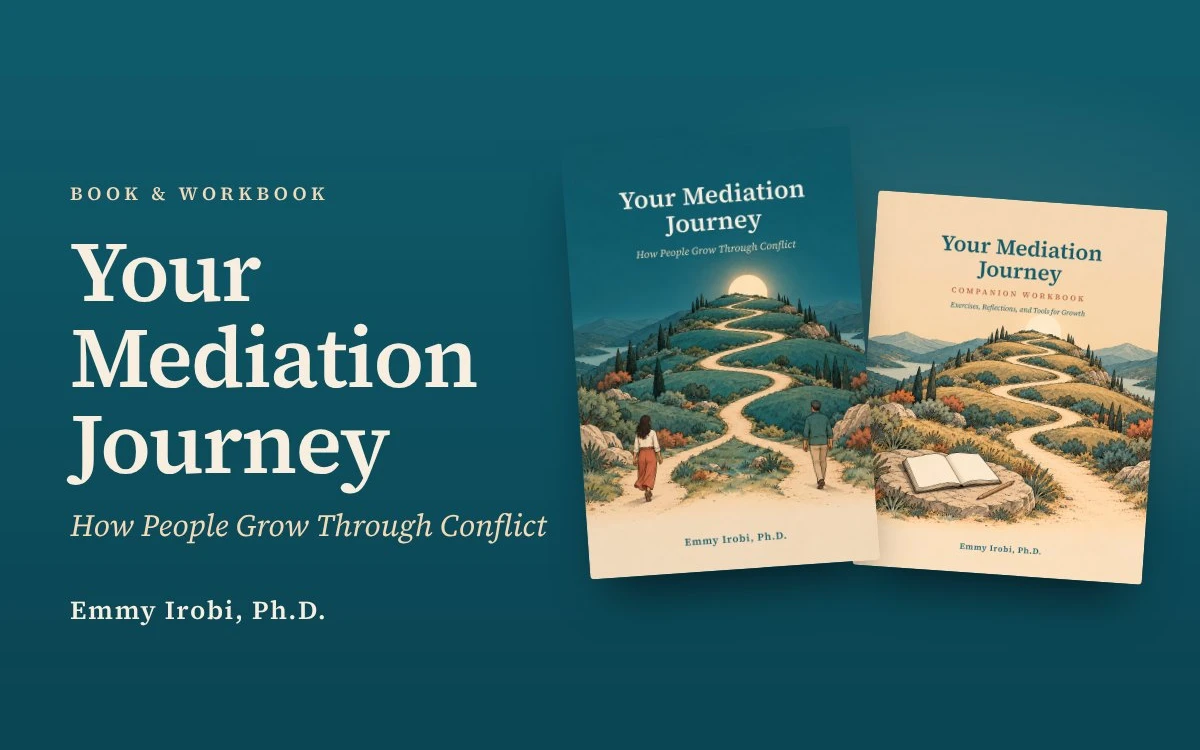 BOOK & WORKBOOK
Your
Mediation
Journey
How People Grow Through Conflict
Emmy Irobi, Ph.D.
Your Mediation
Journey
How People Grow Through Conflict
Emmy Irobi, Ph.D.
Your Mediation
Journey
COMPANION WORKBOOK
Exercises, Reflections, and Tools for Growth
Emmy Irobi, Ph.D.